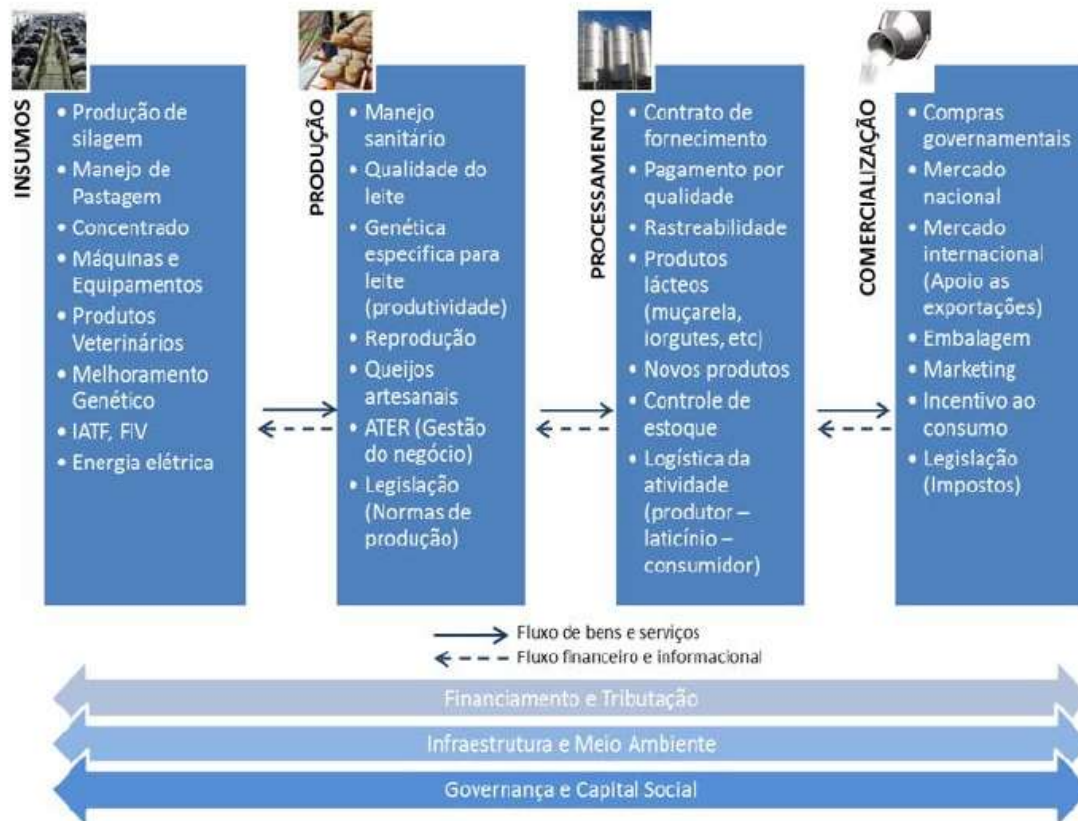 INSUMOS
• Produção de
silagem
• Manejo de
Pastagem
• Concentrado
• Máquinas e
Equipamentos
• Produtos
Veterinários
• Melhoramento
Genético
• IATF, FIV
• Energia elétrica
PRODUÇÃO
• Manejo
sanitário
• Qualidade do
leite
• Genética
especifica para
leite
(produtividade)
• Reprodução
• Queijos
artesanais
• ATER (Gestão
do negócio)
• Legislação
(Normas de
produção)
PROCESSAMENTO
• Contrato de
fornecimento
• Pagamento por
qualidade
• Rastreabilidade
• Produtos
lácteos
(muçarela,
iorgutes, etc)
• Novos produtos
• Controle de
estoque
• Logística da
atividade
(produtor –
laticínio –
consumidor)
COMERCIALIZAÇÃO
• Compras
governamentais
• Mercado
nacional
• Mercado
internacional
(Apoio as
exportações)
• Embalagem
• Marketing
• Incentivo ao
consumo
• Legislação
(Impostos)
Fluxo de bens e serviços
Fluxo financeiro e informacional
Financiamento e Tributação
Infraestrutura e Meio Ambiente
Governança e Capital Social